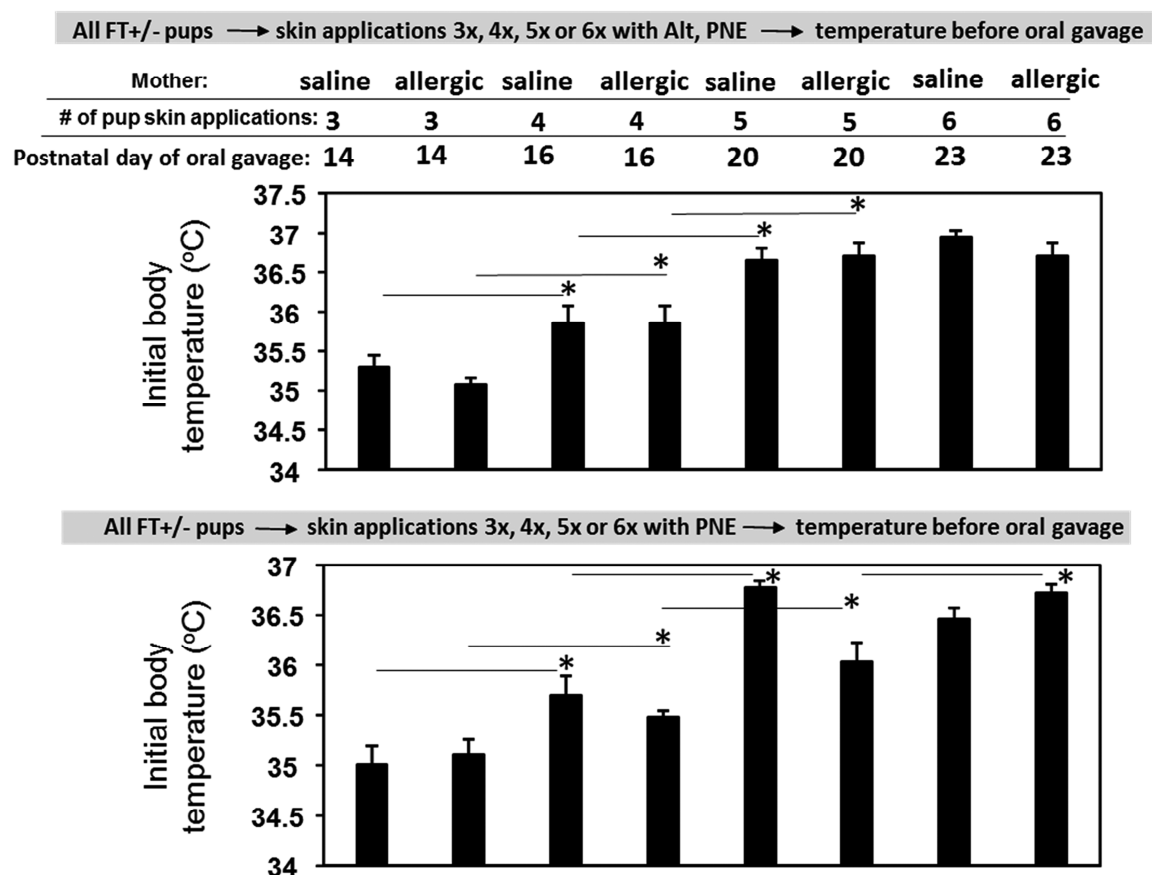 All FT+/- pups → skin applications 3x, 4x, 5x or 6x with Alt, PNE → temperature before oral gavage
Mother: saline allergic saline allergic saline allergic saline allergic
# of pup skin applications: 3 3 4 4 5 5 6 6
Postnatal day of oral gavage: 14 14 16 16 20 20 23 23
Initial body
temperature (ºC)
37.5
37
36.5
36
35.5
35
34.5
34
*
*
*
*
All FT+/- pups → skin applications 3x, 4x, 5x or 6x with PNE → temperature before oral gavage
Initial body
temperature (ºC)
37
36.5
36
35.5
35
34.5
34
*
*
*
*
*